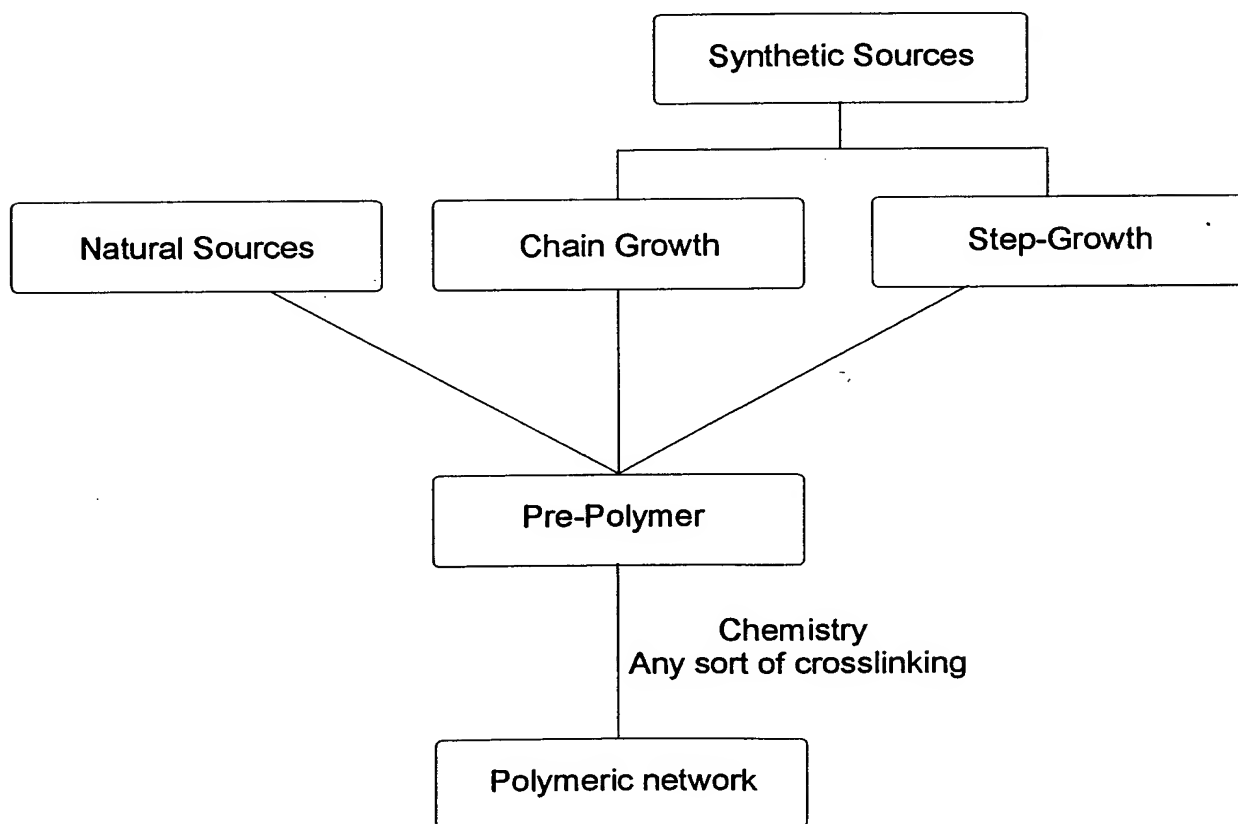 Synthetic Sources
Natural Sources
Chain Growth
Step-Growth
Pre-Polymer
Chemistry
Any sort of crosslinking
Polymeric network